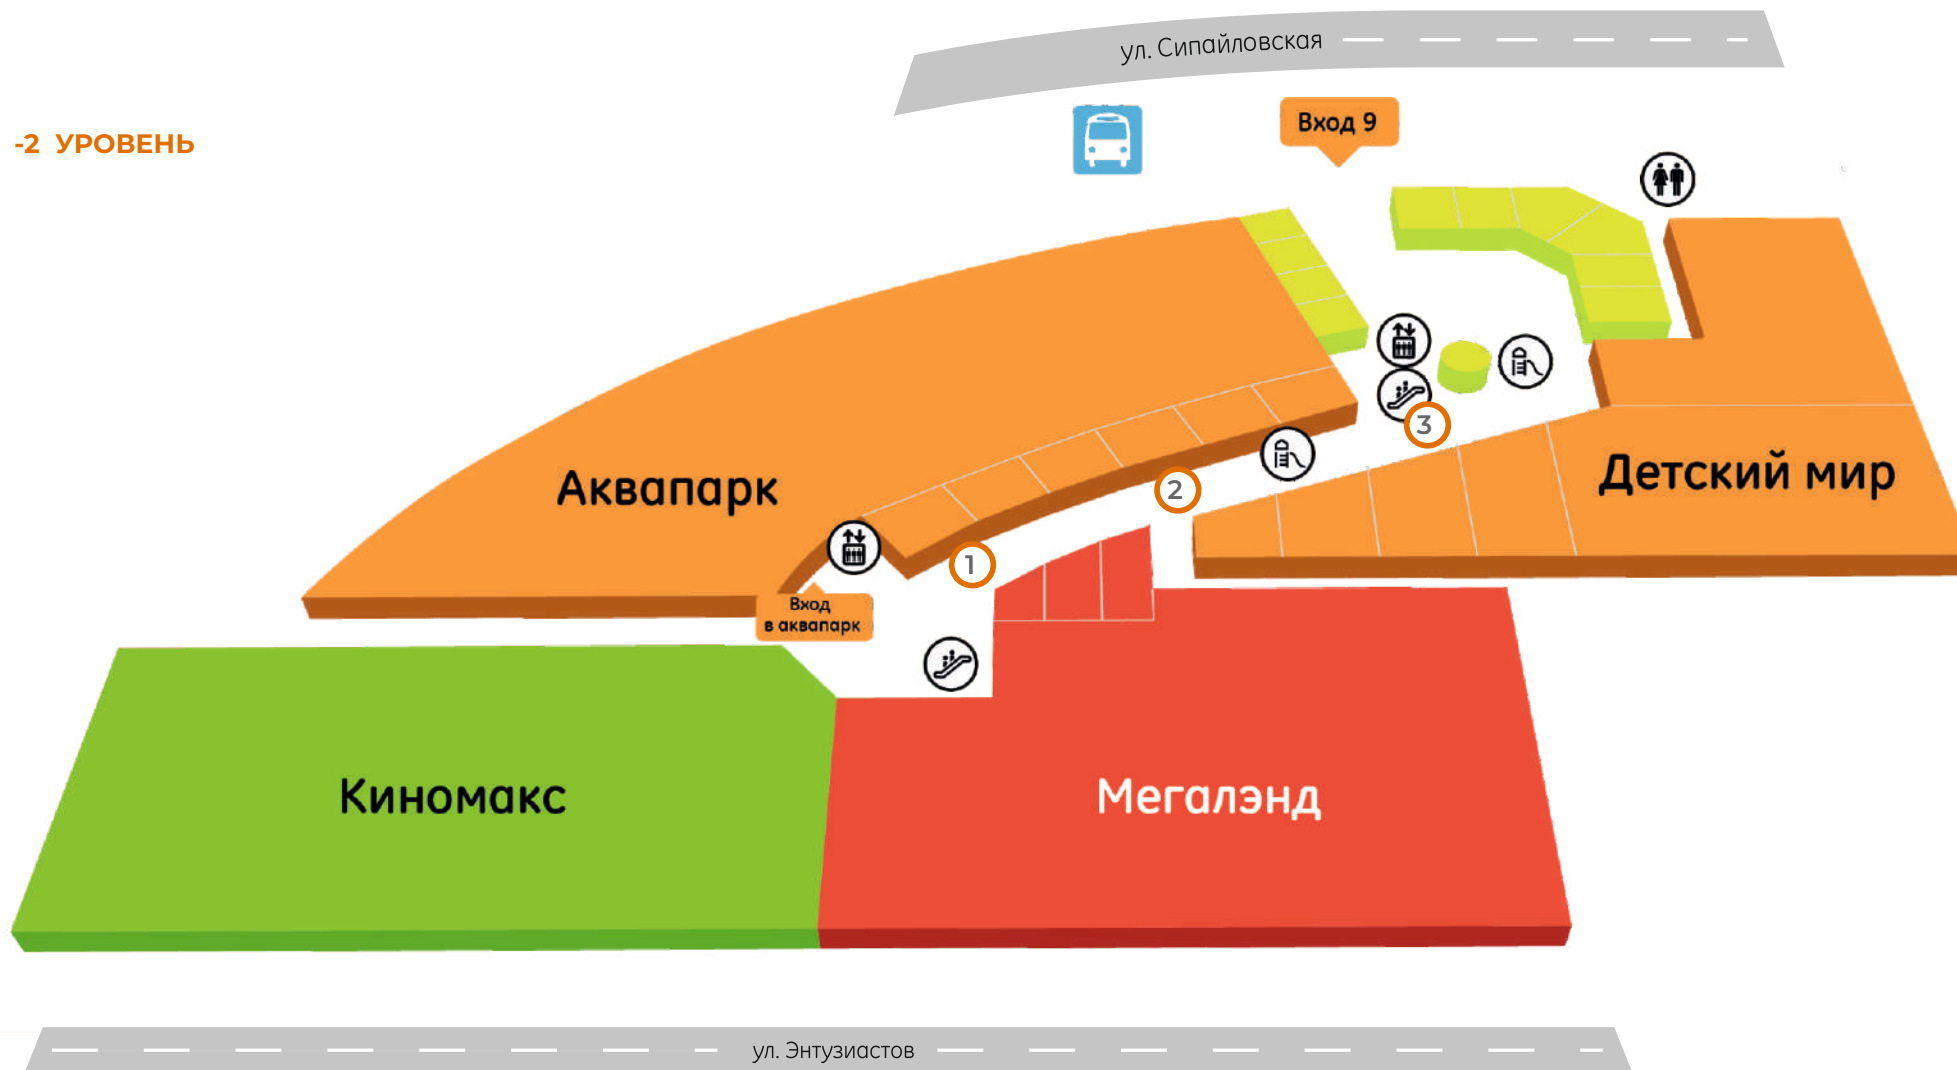 ул. Сипайловская
Вход 9
-2 УРОВЕНЬ
3
Детский мир
Аквапарк
2
1
Вход
в аквапарк
Киномакс
Мегалэнд
ул. Энтузиастов